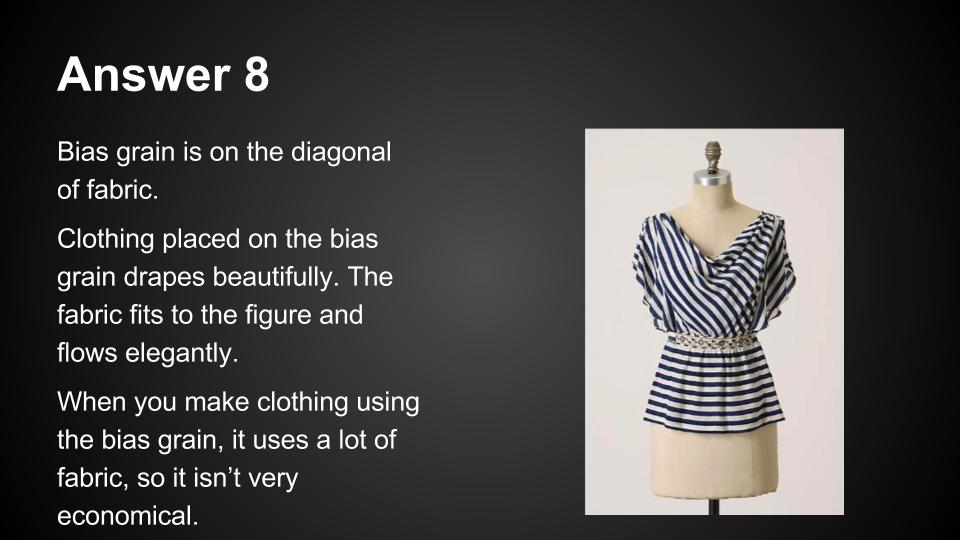 Answer 8
Bias grain is on the diagonal
of fabric.
Clothing placed on the bias
grain drapes beautifully. The
fabric fits to the figure and
flows elegantly.
When you make clothing using
the bias grain, it uses a lot of
fabric, so it isn’t very
economical.